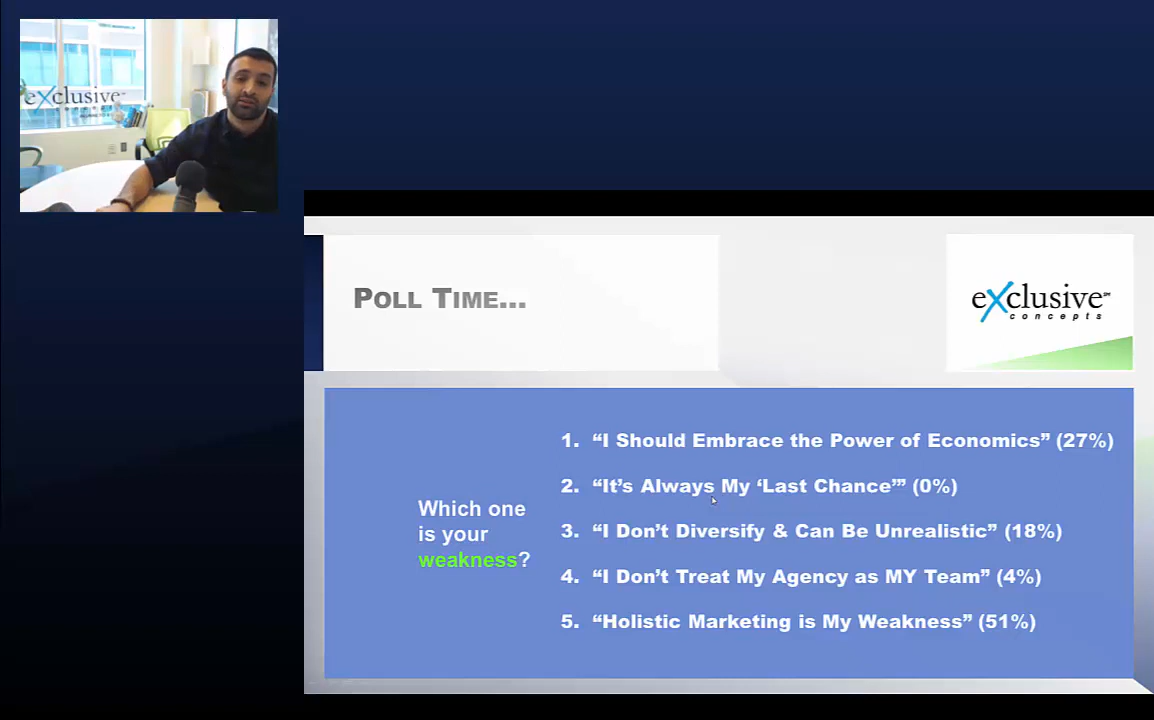 eXclusive
POLL TIME...
eXclusive
concepts
Which one
is your
weakness?
1. “I Should Embrace the Power of Economics” (27%)
2. “It’s Always My ‘Last Chance’” (0%)
3. “I Don’t Diversify & Can Be Unrealistic” (18%)
4. “I Don’t Treat My Agency as MY Team” (4%)
5. “Holistic Marketing is My Weakness” (51%)